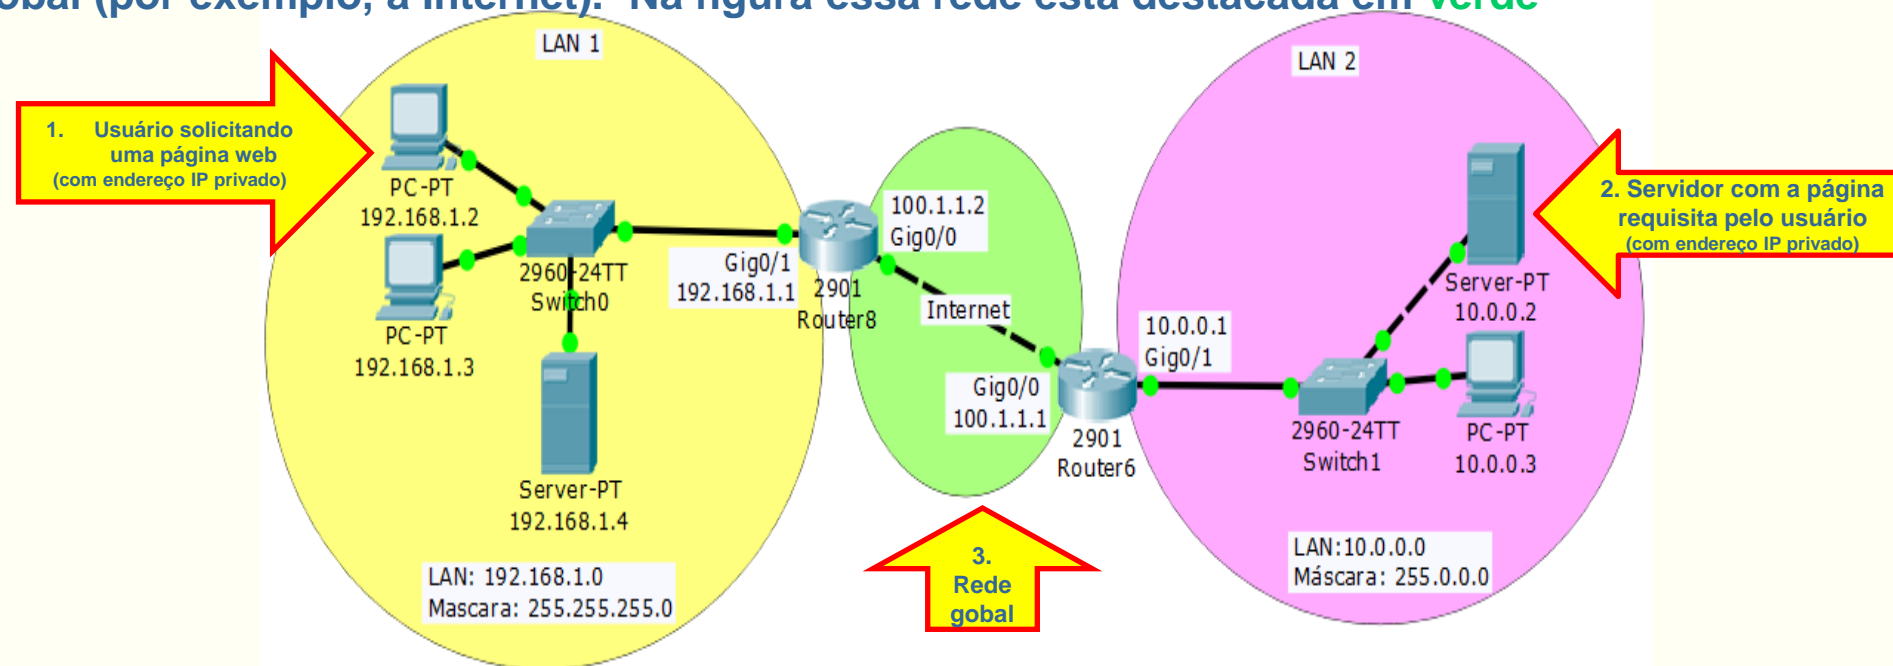 obal (por exemplo, a Internet). Na figura essa rede está destacada em verde
LAN 1
LAN 2
1. Usuário solicitando
uma página web
(com endereço IP privado)
PC-PT
192.168.1.2
PC-PT
192.168.1.3
2960-24TT
Switch0
Server-PT
192.168.1.4
LAN: 192.168.1.0
Mascara: 255.255.255.0
Gig0/1
192.168.1.1
2901
Router8
100.1.1.2
Gig0/0
Internet
Gig0/0
100.1.1.1
2901
Router6
10.0.0.1
Gig0/1
3.
Rede
gobal
2960-24TT
Switch1
Server-PT
10.0.0.2
PC-PT
10.0.0.3
LAN:10.0.0.0
Máscara: 255.0.0.0
2. Servidor com a página
requisita pelo usuário
(com endereço IP privado)